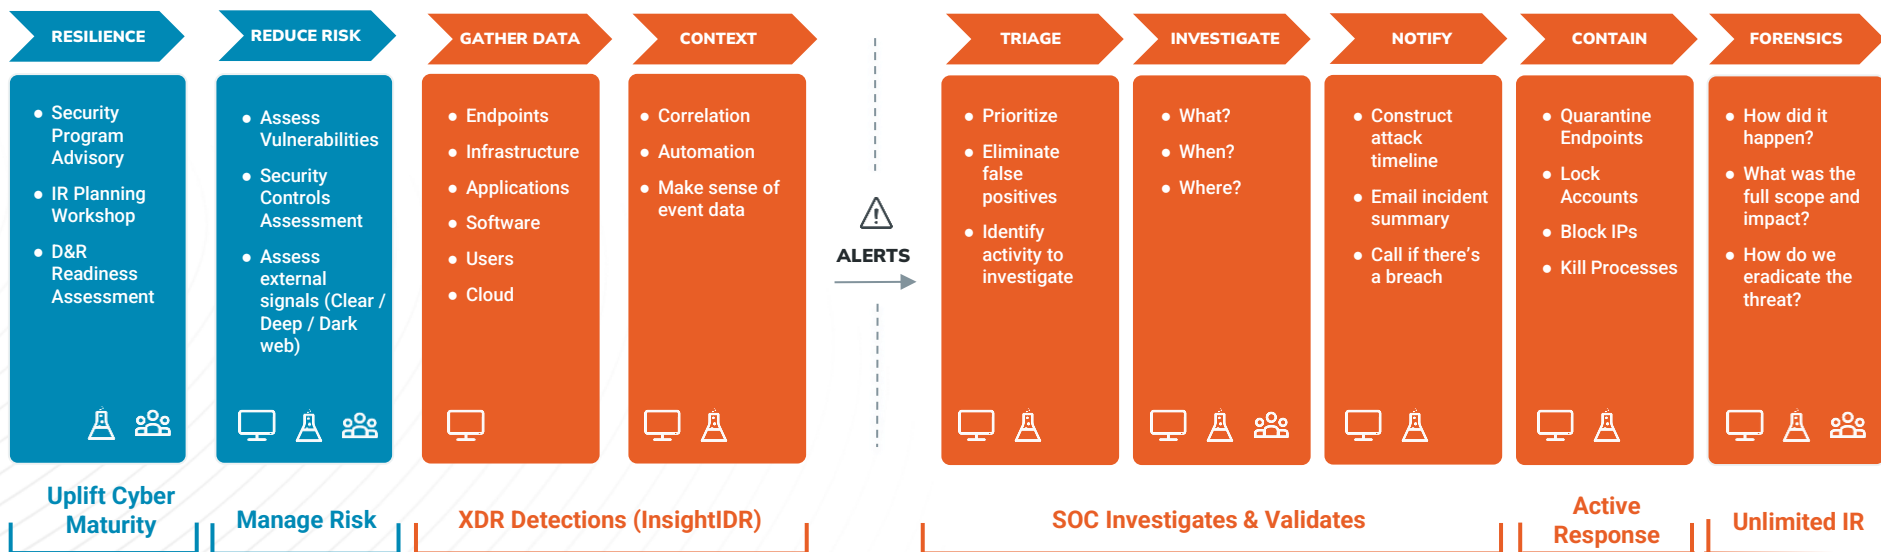 RESILIENCE
Security
Program
Advisory
IR Planning
Workshop
D&R
Readiness
Assessment
Uplift Cyber
Maturity
REDUCE RISK
Assess
Vulnerabilities
Security
Controls
Assessment
Assess
external
signals (Clear /
Deep / Dark
web)
Manage Risk
GATHER DATA
Endpoints
Infrastructure
Applications
Software
Users
Cloud
CONTEXT
Correlation
Automation
Make sense of
event data
XDR Detections (InsightIDR)
ALERTS
TRIAGE
Prioritize
Eliminate
false
positives
Identify
activity to
investigate
INVESTIGATE
What?
When?
Where?
NOTIFY
Construct
attack
timeline
Email incident
summary
Call if there's
a breach
SOC Investigates & Validates
CONTAIN
Quarantine
Endpoints
Lock
Accounts
Block IPs
Kill Processes
Active
Response
FORENSICS
How did it
happen?
What was the
full scope and
impact?
How do we
eradicate the
threat?
Unlimited IR